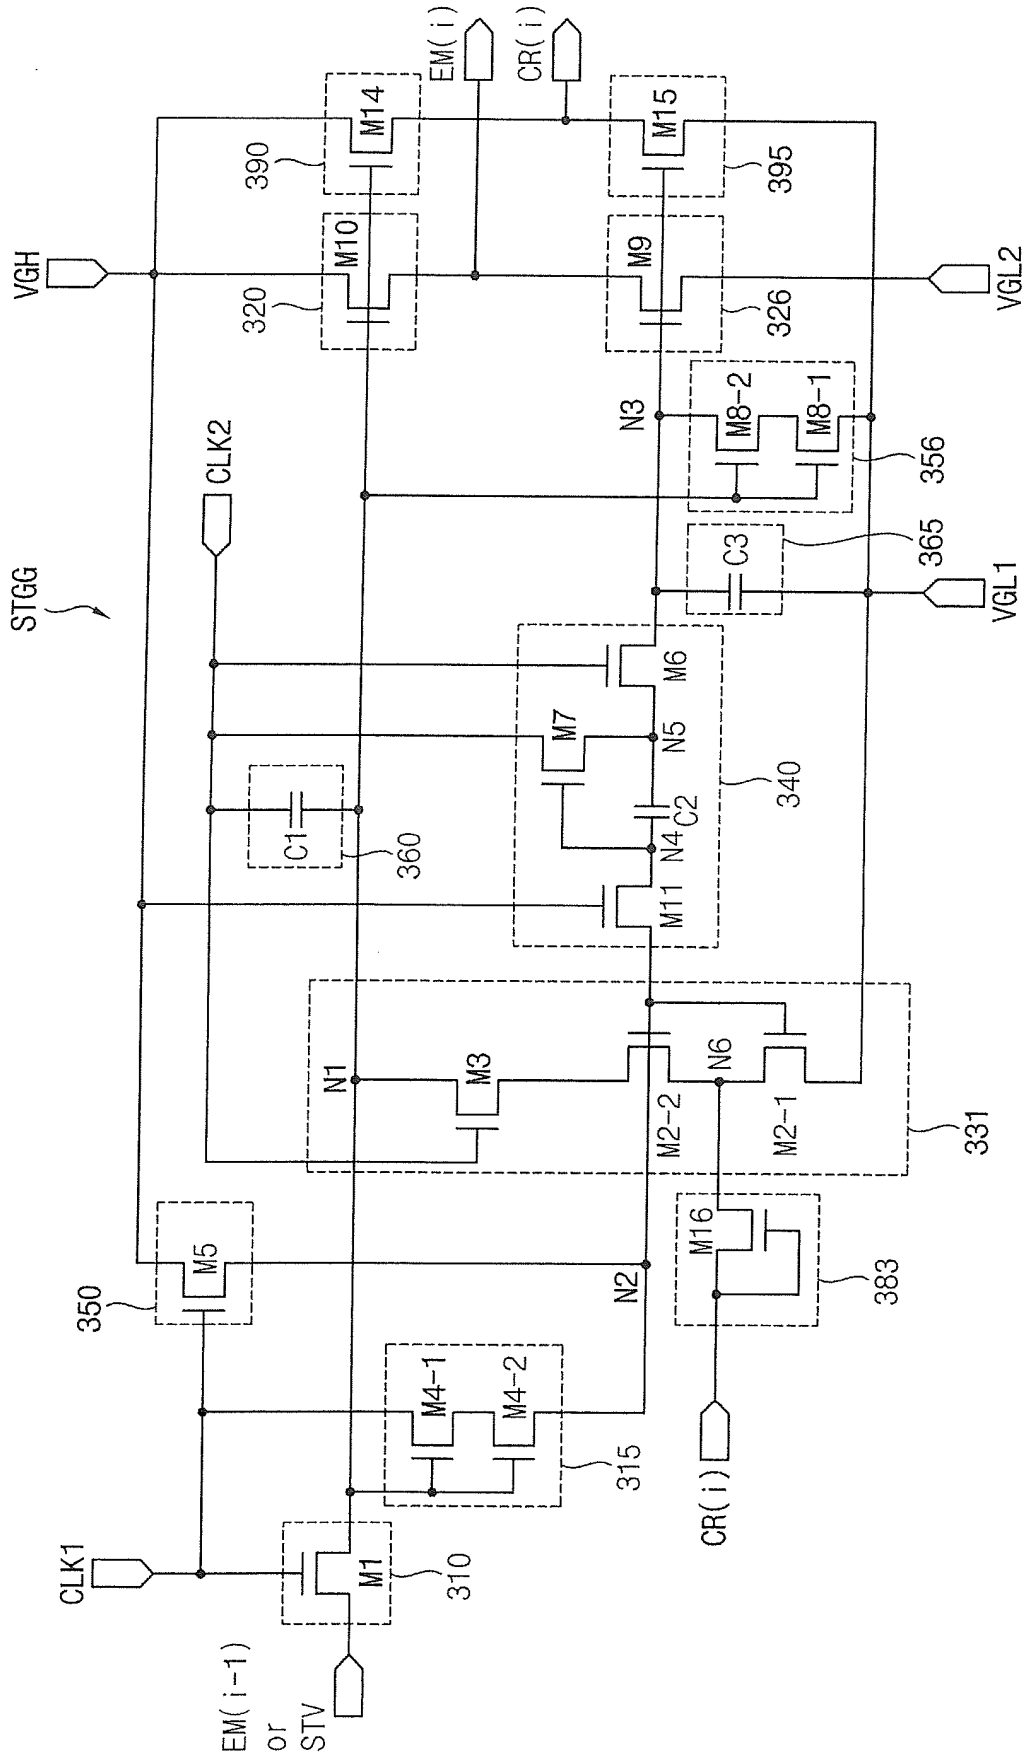 STGG
VGH
CLK2
CLK1
EM(i-1)
or
STV
EM(i)
CR(i)
390
M14
320
M10
395
M15
326
M9
VGL2
N3
M8-2
M8-1
356
C3
365
VGL1
C1
360
M6
M7
N5
C2
N4
M11
340
N1
M3
M2-2
N6
M2-1
331
350
M5
N2
M16
383
CR(i)
M4-1
M4-2
315
M1
310